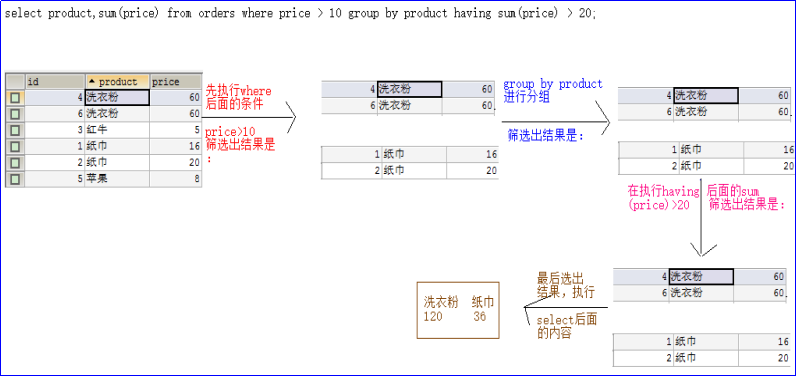 select product,sum(price) from orders where price > 10 group by product having sum(price) > 20;
id product price
4 洗衣粉 60
6 洗衣粉 60
3 红牛 5
1 纸巾 16
2 纸巾 20
5 苹果 8
先执行where
后面的条件
price>10
筛选出结果是
:
4 洗衣粉 60
6 洗衣粉 60.
1 纸巾 16
2 纸巾 20
group by product
进行分组
筛选出结果是:
4 洗衣粉 60
6 洗衣粉 60.
1 纸巾 16
2 纸巾 20
在执行having 后面的sum
(price)>20 筛选出结果是:
4 洗衣粉 60
6 洗衣粉 60.
1 纸巾 16
2 纸巾 20
最后选出
结果，执行
select后面
的内容
洗衣粉 纸巾
120 36